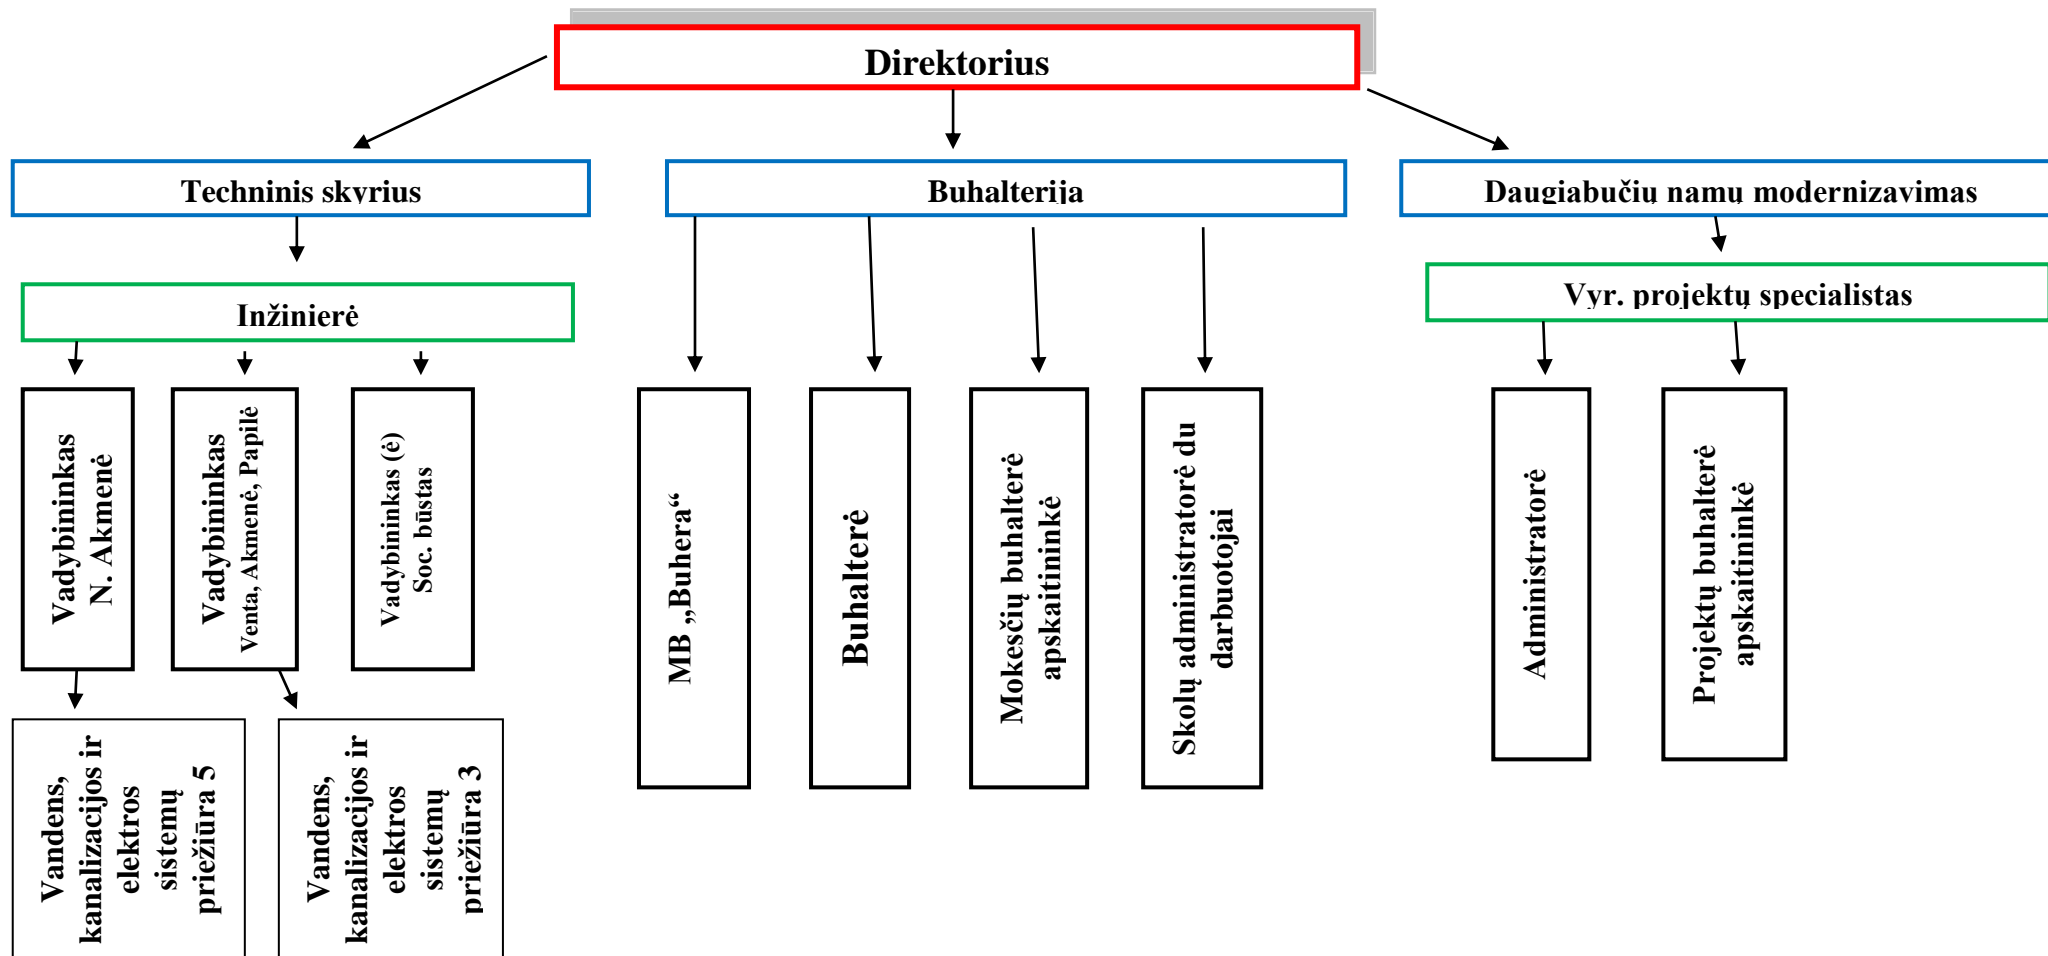 Direktorius
Techninis skyrius
Buhalterija
Daugiabučių namų modernizavimas
Inžinierė
Vyr. projektų specialistas
Vadybininkas
N. Akmenė
Vadybininkas
Venta, Akmenė, Papilė
Vadybininkas (ė)
Soc. būstas
MB „Buhera“
Buhalterė
Mokesčių buhalterė
apskaitininkė
Skolų administratorė du
darbuotojai
Administratorė
Projektų buhalterė
apskaitininkė
Vandens,
kanalizacijos ir
elektros
sistemų
priežiūra 5
Vandens,
kanalizacijos ir
elektros
sistemų
priežiūra 3